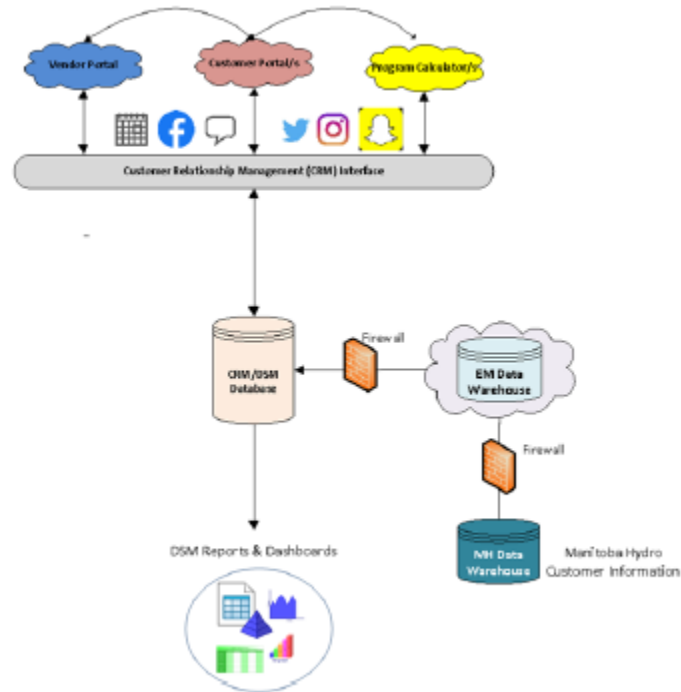 Vendor Portal
Customer Portal/s
Program Calculator/s
Customer Relationship Management (CRM) Interface
Firewall
CRM/DSM
Database
EM Data
Warehouse
Firewall
DSM Reports & Dashboards
MH Data
Warehouse
Manitoba Hydro
Customer Information